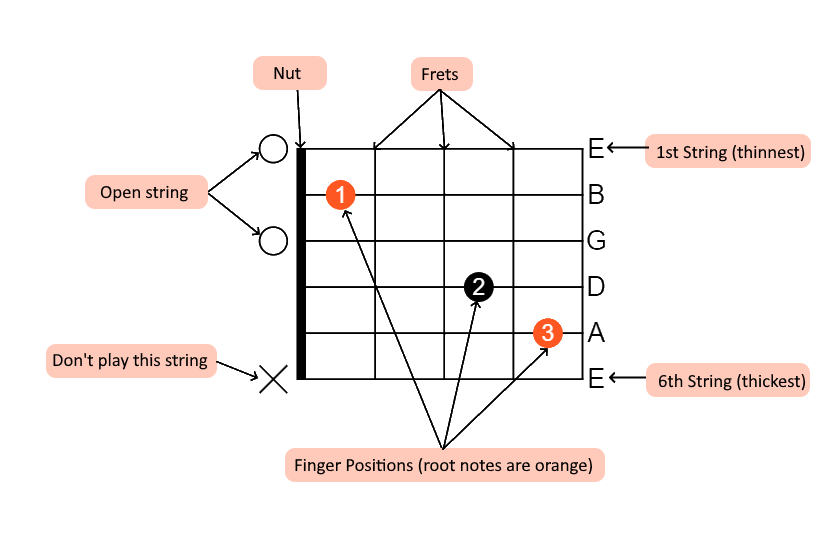 Nut
Frets
E
1st String (thinnest)
Open string
1
B
G
2
D
3
A
Don't play this string
E
6th String (thickest)
Finger Positions (root notes are orange)